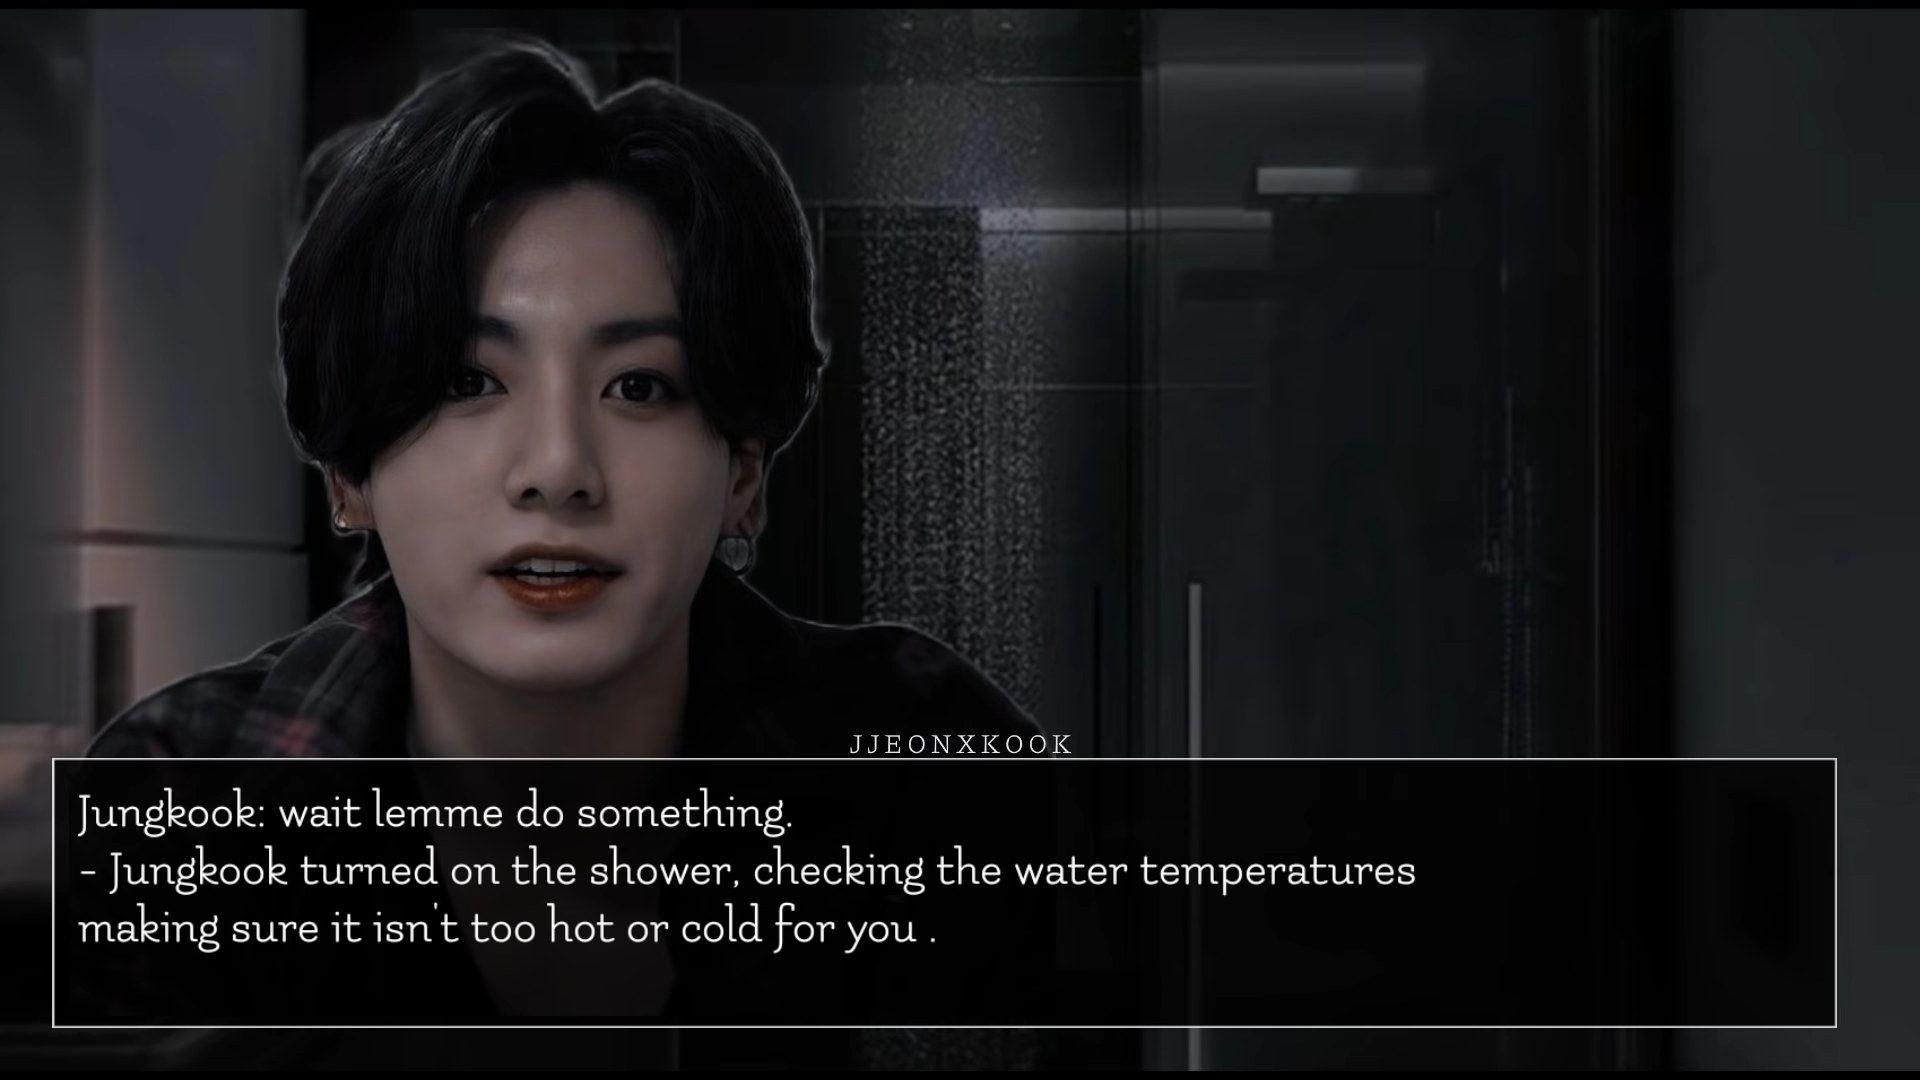 JJEONXKOOK
Jungkook: wait lemme do something.
- Jungkook turned on the shower, checking the water temperatures
making sure it isn't too hot or cold for you .